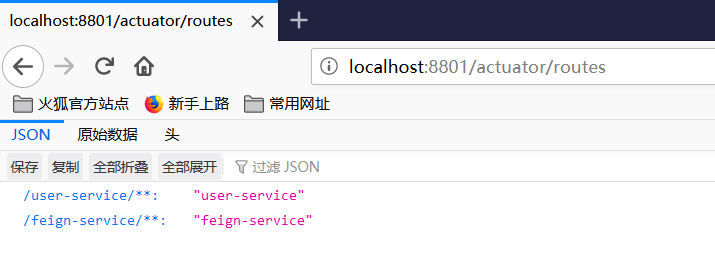 localhost:8801/actuator/routes
localhost:8801/actuator/routes
火狐官方站点 新手上路 常用网址
JSON 原始数据 头
保存 复制 全部折叠 全部展开 过滤 JSON
/user-service/**: "user-service"
/feign-service/**: "feign-service"